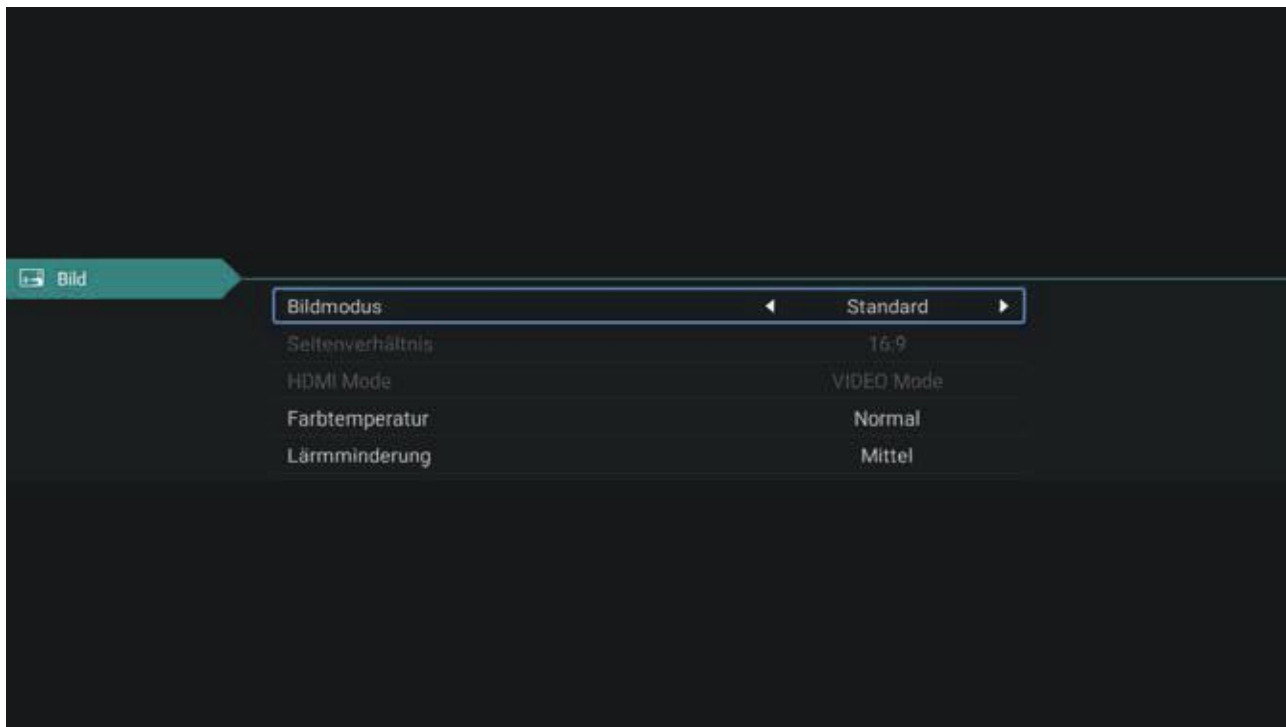 Bild
Bildmodus Standard
Seitenverhältnis 16:9
HDMI Mode VIDEO Mode
Farbtemperatur Normal
Lärmminderung Mittel